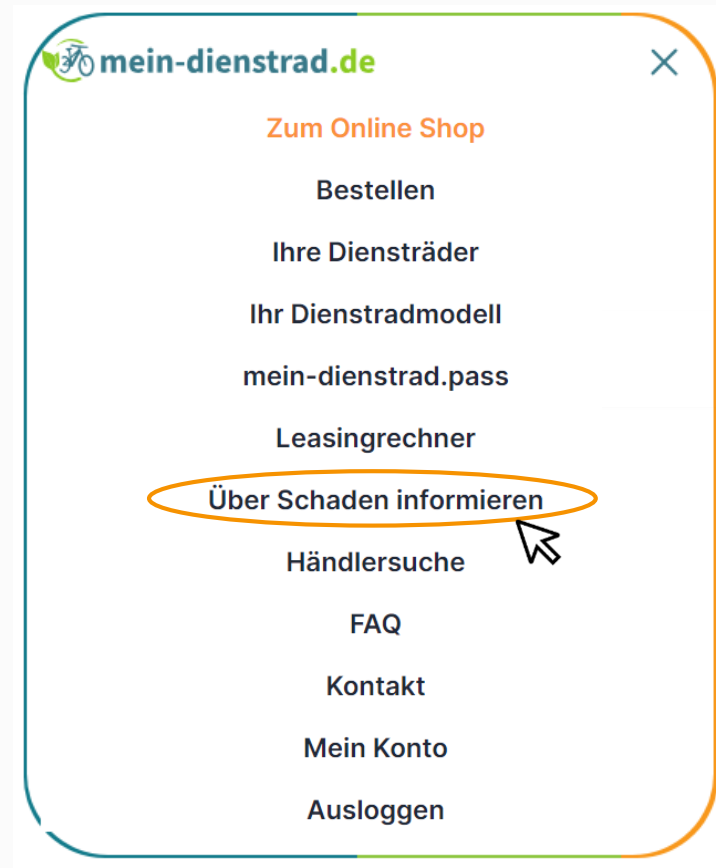 mein-dienstrad.de
Zum Online Shop
Bestellen
Ihre Diensträder
Ihr Dienstradmodell
mein-dienstrad.pass
Leasingrechner
Über Schaden informieren
Händlersuche
FAQ
Kontakt
Mein Konto
Ausloggen